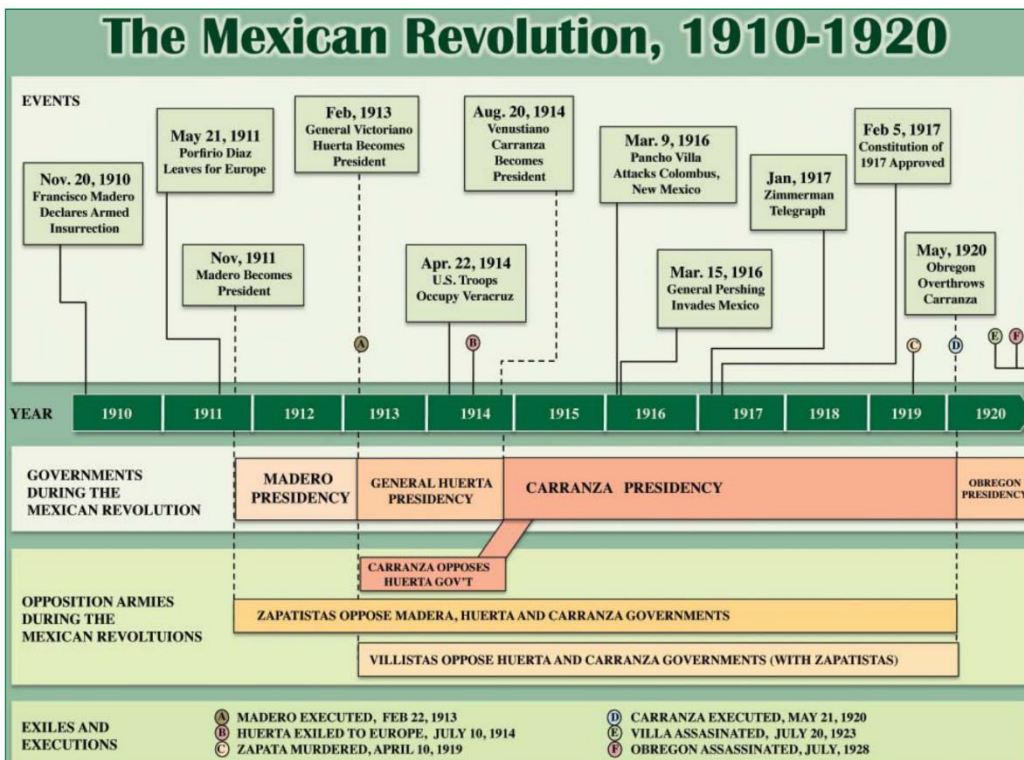 The Mexican Revolution, 1910-1920
EVENTS
Nov. 20, 1910
Francisco Madero
Declares Armed
Insurrection
May 21, 1911
Porfirio Diaz
Leaves for Europe
Nov, 1911
Madero Becomes
President
Feb, 1913
General Victoriano
Huerta Becomes
President
Apr. 22, 1914
U.S. Troops
Occupy Veracruz
Aug. 20, 1914
Venustiano
Carranza
Becomes
President
Mar. 9, 1916
Pancho Villa
Attacks Colombus,
New Mexico
Mar. 15, 1916
General Pershing
Invades Mexico
Jan, 1917
Zimmerman
Telegraph
Feb 5, 1917
Constitution of
1917 Approved
May, 1920
Obregon
Overthrows
Carranza
A
B
C
D
E
F
YEAR
1910
1911
1912
1913
1914
1915
1916
1917
1918
1919
1920
GOVERNMENTS
DURING THE
MEXICAN REVOLUTION
MADERO
PRESIDENCY
GENERAL HUERTA
PRESIDENCY
CARRANZA PRESIDENCY
OBREGON
PRESIDENCY
OPPOSITION ARMIES
DURING THE
MEXICAN REVOLTUIONS
CARRANZA OPPOSES
HUERTA GOV'T
ZAPATISTAS OPPOSE MADERA, HUERTA AND CARRANZA GOVERNMENTS
VILLISTAS OPPOSE HUERTA AND CARRANZA GOVERNMENTS (WITH ZAPATISTAS)
EXILES AND
EXECUTIONS
A MADERO EXECUTED, FEB 22, 1913
B HUERTA EXILED TO EUROPE, JULY 10, 1914
C ZAPATA MURDERED, APRIL 10, 1919
D CARRANZA EXECUTED, MAY 21, 1920
E VILLA ASSASINATED, JULY 20, 1923
F OBREGON ASSASSINATED, JULY, 1928